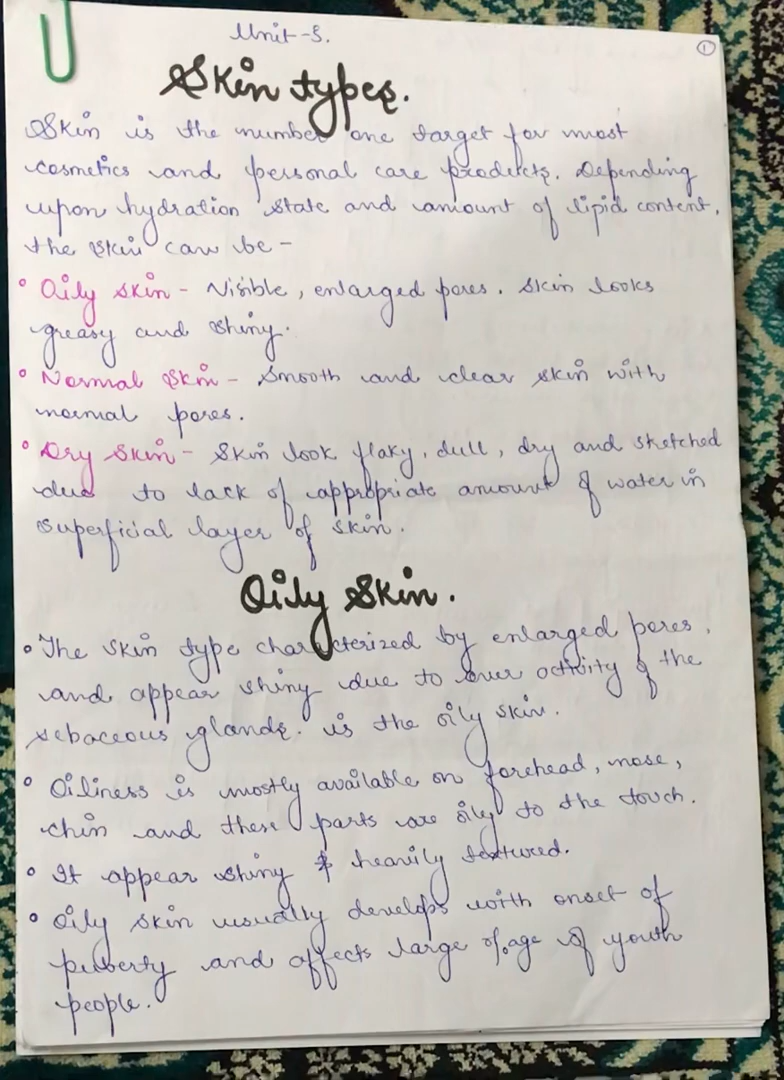 Unit-5.
1
Skin types.
Skin is the number one target for most
cosmetics and personal care products. Depending
upon hydration state and amount of lipid content,
the skin can be -
• Oily skin - Visible, enlarged pores. Skin looks
greasy and shiny.
• Normal Skin - Smooth and clear skin with
normal pores.
• Dry Skin - Skin look flaky, dull, dry and sketched
due to lack of appropriate amount of water in
superficial layer of skin.
Oily Skin.
• The skin type characterized by enlarged pores,
and appear shiny due to over activity of the
sebaceous glands. is the oily skin.
• Oiliness is mostly available on forehead, nose,
chin and these parts are oily to the touch.
• It appear shiny & heavily textured.
• Oily skin usually develops with onset of
puberty and affects large %age of youth
people.